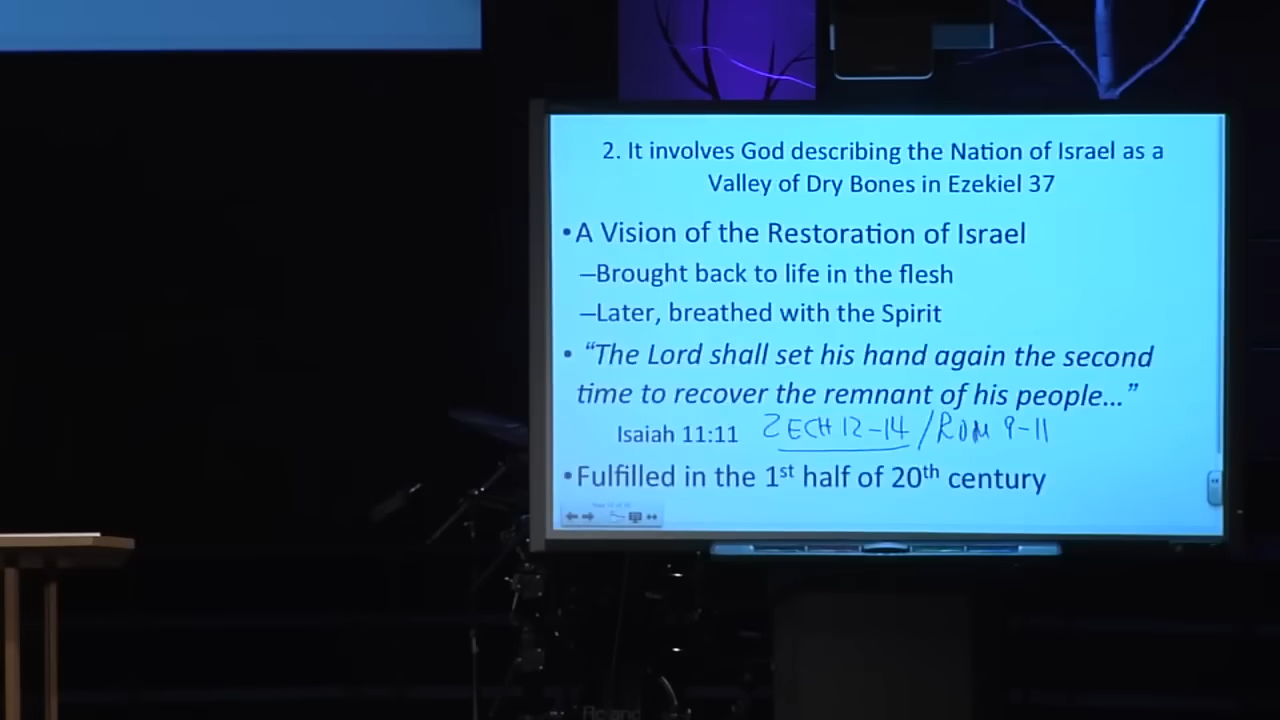 2. It involves God describing the Nation of Israel as a
Valley of Dry Bones in Ezekiel 37
•A Vision of the Restoration of Israel
–Brought back to life in the flesh
–Later, breathed with the Spirit
• “The Lord shall set his hand again the second
time to recover the remnant of his people...”
Isaiah 11:11 ZECH 12-14/ROM 9-11
•Fulfilled in the 1st half of 20th century
Roland